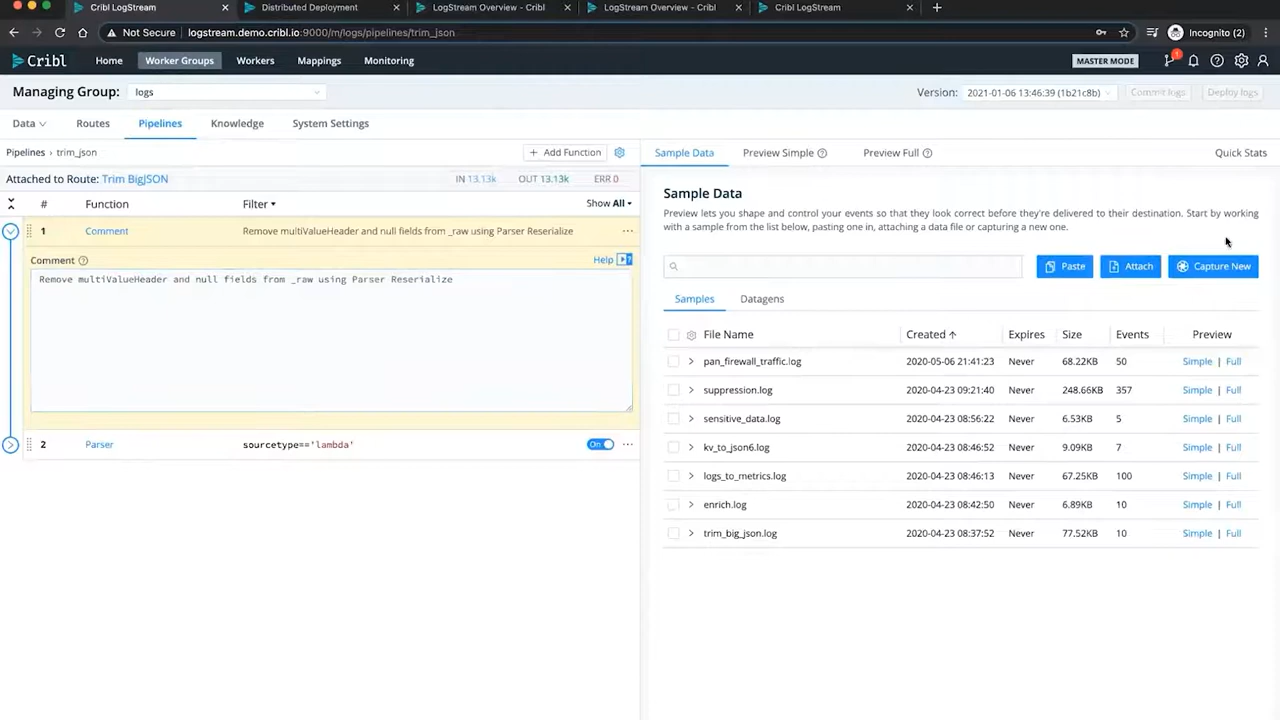 Cribl LogStream
Distributed Deployment
LogStream Overview - Cribl
LogStream Overview - Cribl
Cribl LogStream
Not Secure logstream.demo.cribl.io:9000/m/logs/pipelines/trim_json
Incognito (2)
Cribl Home Worker Groups Workers Mappings Monitoring MASTER MODE 1
Managing Group: logs
Version: 2021-01-06 13:46:39 (1b21c8b) Commit logs Deploy logs
Data Routes Pipelines Knowledge System Settings
Pipelines › trim_json + Add Function
Attached to Route: Trim BigJSON IN 13.13k OUT 13.13k ERR 0
# Function Filter Show All
1 Comment Remove multiValueHeader and null fields from _raw using Parser Reserialize ...
Comment Help
Remove multiValueHeader and null fields from _raw using Parser Reserialize
2 Parser sourcetype=='lambda' On ...
Sample Data Preview Simple Preview Full Quick Stats
Sample Data
Preview lets you shape and control your events so that they look correct before they're delivered to their destination. Start by working
with a sample from the list below, pasting one in, attaching a data file or capturing a new one.
Paste Attach Capture New
Samples Datagens
File Name Created Expires Size Events Preview
pan_firewall_traffic.log 2020-05-06 21:41:23 Never 68.22KB 50 Simple | Full
suppression.log 2020-04-23 09:21:40 Never 248.66KB 357 Simple | Full
sensitive_data.log 2020-04-23 08:56:22 Never 6.53KB 5 Simple | Full
kv_to_json6.log 2020-04-23 08:46:52 Never 9.09KB 7 Simple | Full
logs_to_metrics.log 2020-04-23 08:46:13 Never 67.25KB 100 Simple | Full
enrich.log 2020-04-23 08:42:50 Never 6.89KB 10 Simple | Full
trim_big_json.log 2020-04-23 08:37:52 Never 77.52KB 10 Simple | Full